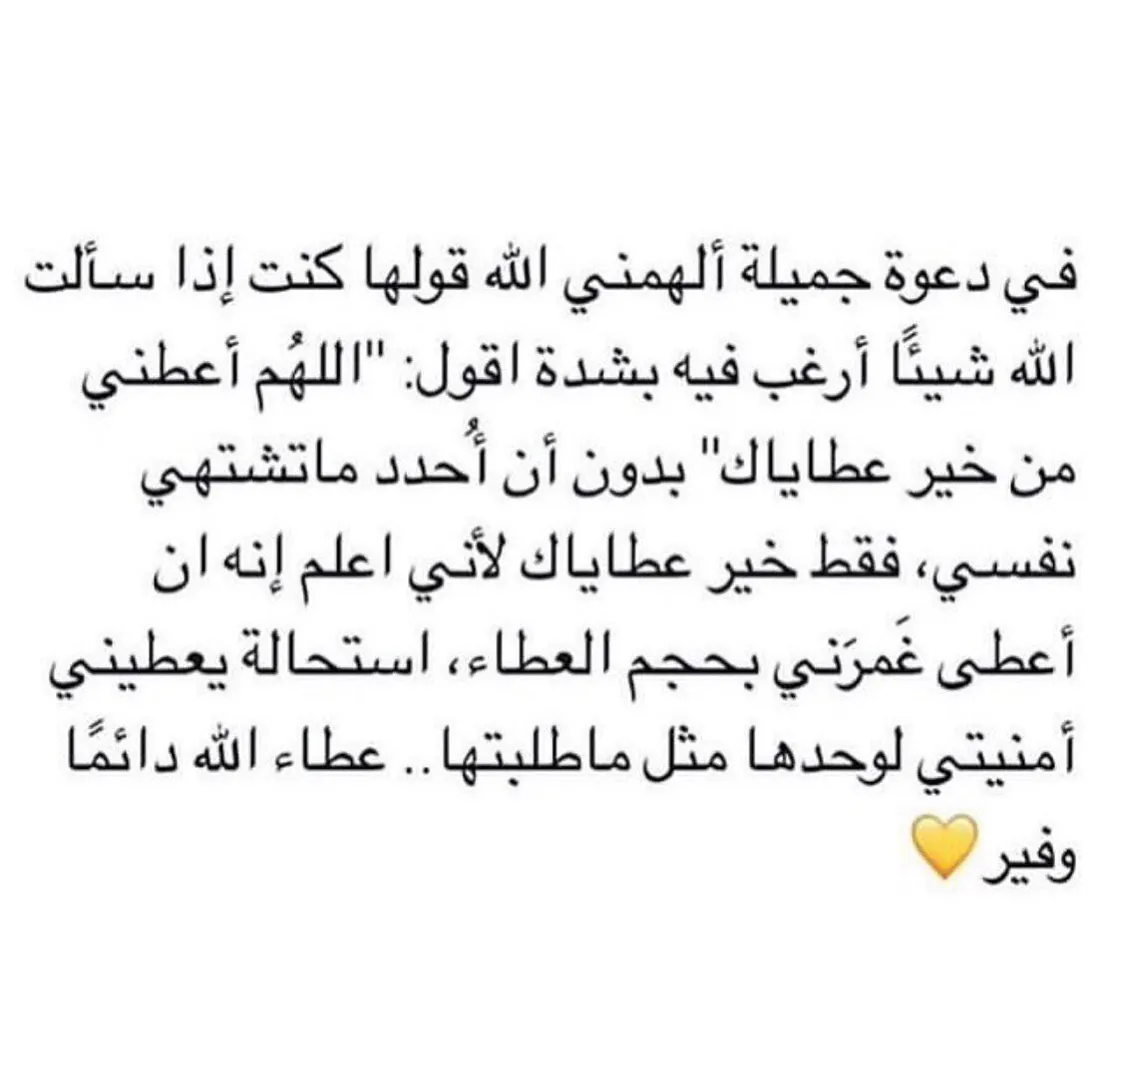 في دعوة جميلة ألهمني الله قولها كنت إذا سألت
الله شيئًا أرغب فيه بشدة اقول: "اللهُم أعطني
من خير عطاياك" بدون أن أُحدد ماتشتهي
نفسي، فقط خير عطاياك لأني اعلم إنه ان
أعطى غَمرَني بحجم العطاء، استحالة يعطيني
أمنيتي لوحدها مثل ماطلبتها.. عطاء الله دائمًا
وفير 💛